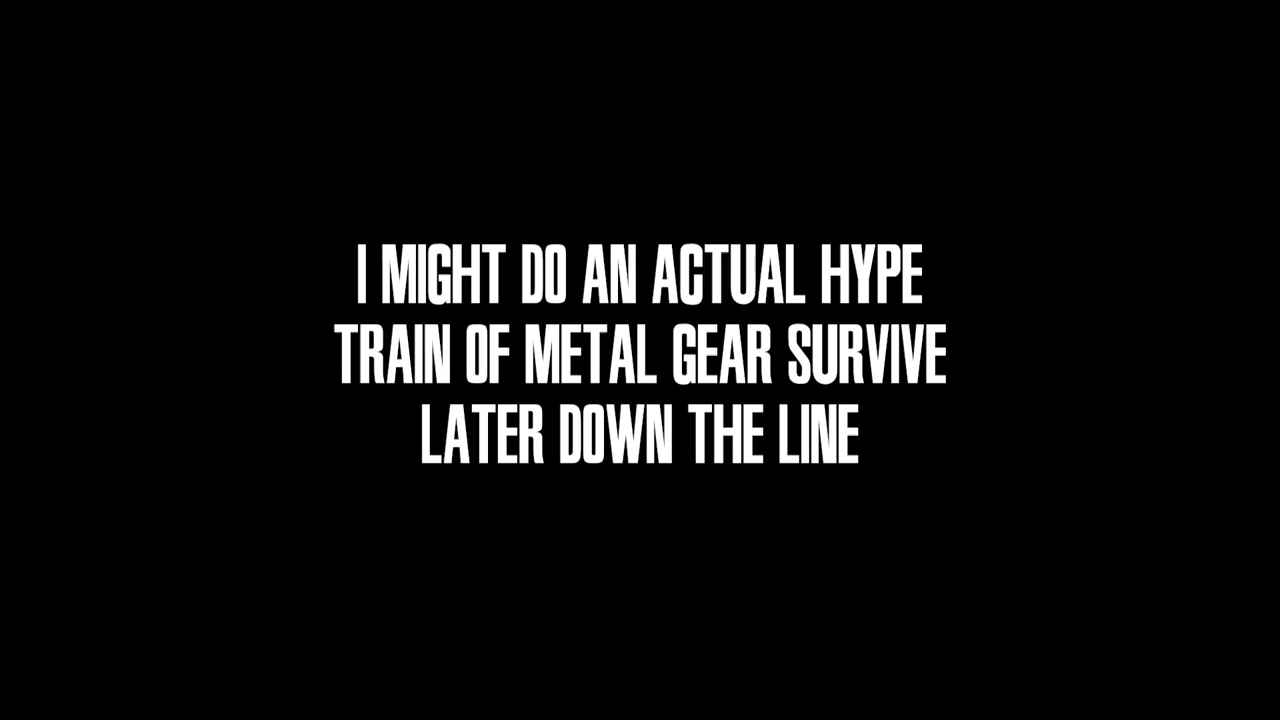 I MIGHT DO AN ACTUAL HYPE
TRAIN OF METAL GEAR SURVIVE
LATER DOWN THE LINE